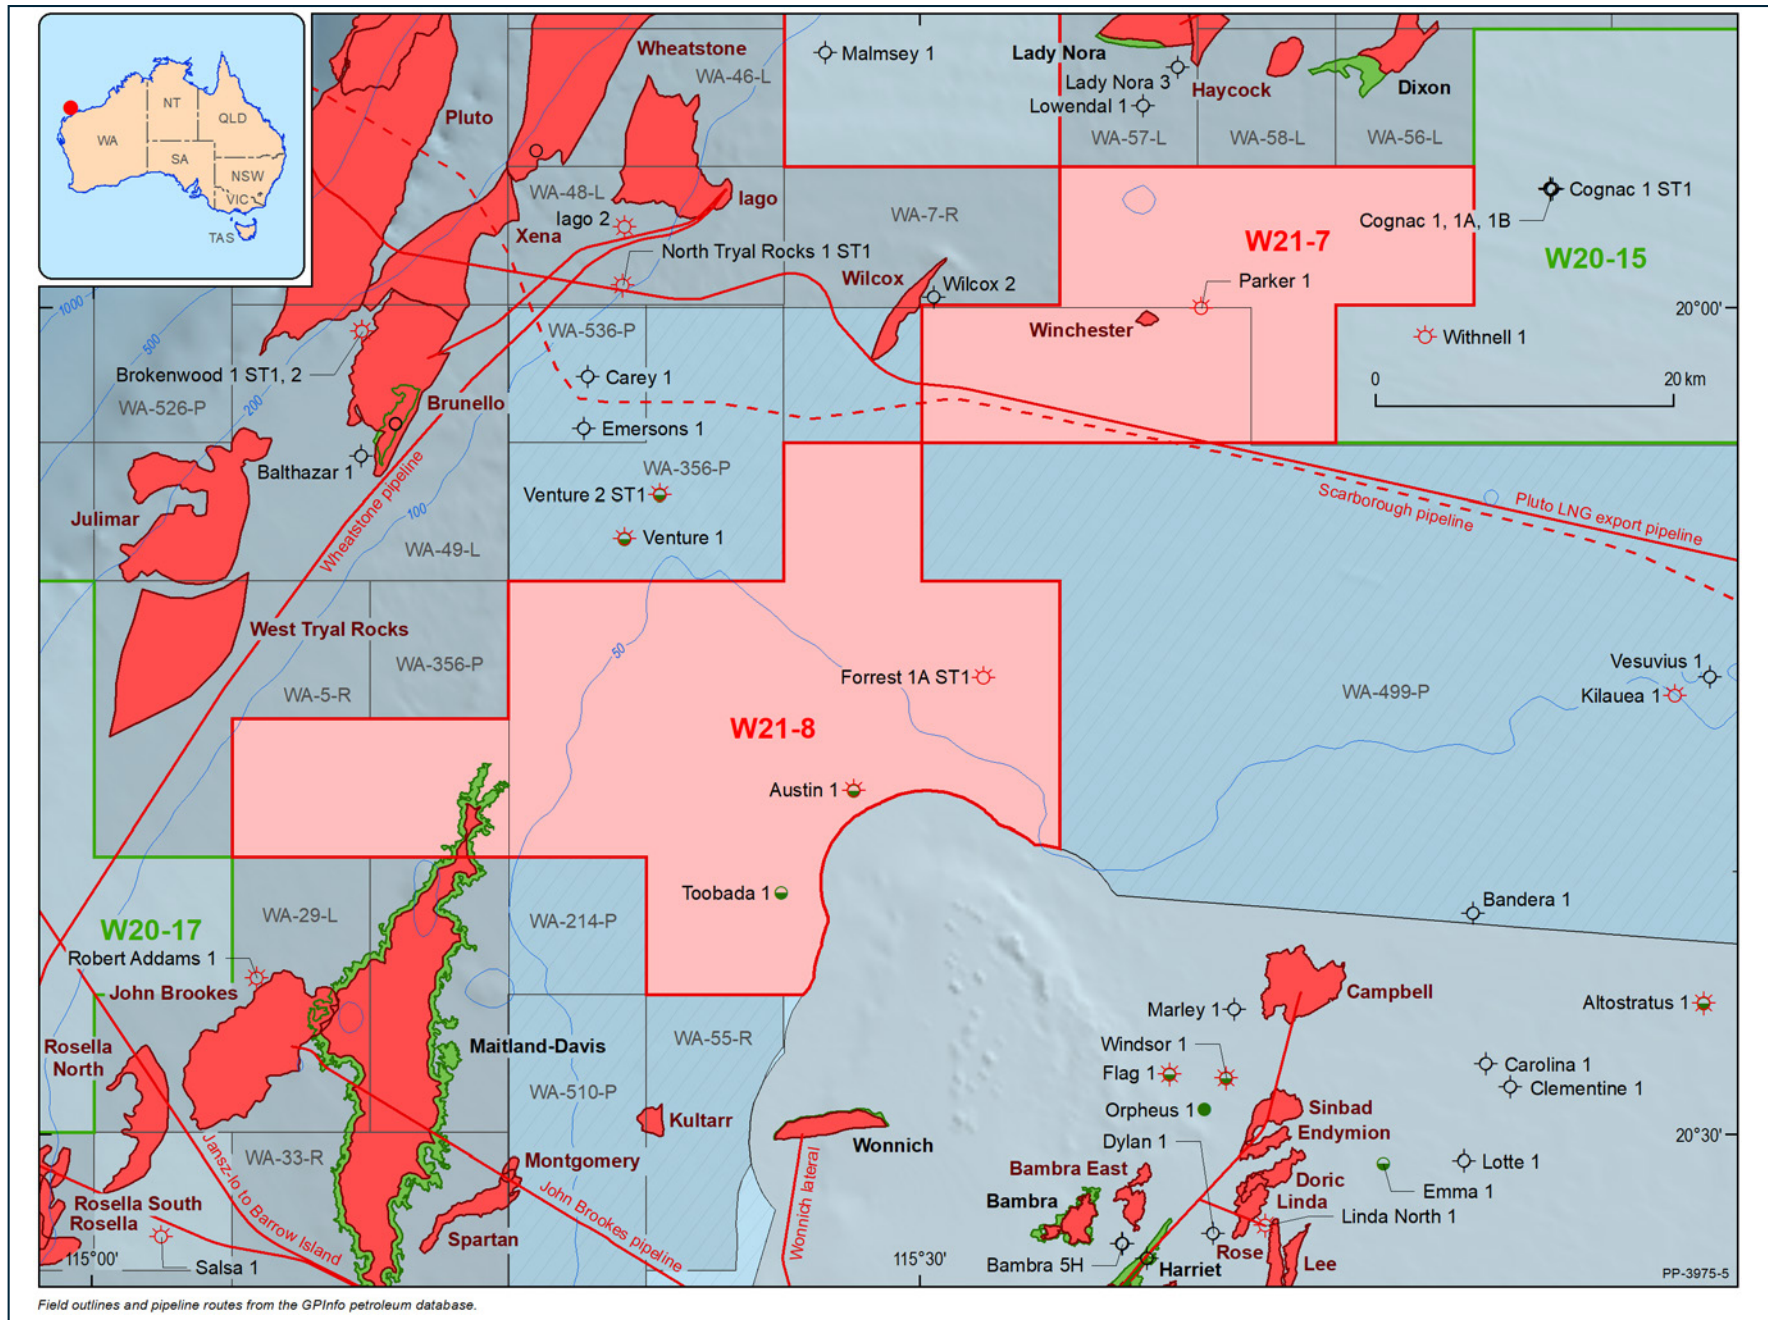 NT
WA
QLD
SA
NSW
VIC
TAS
Wheatstone
WA-46-L
Malmsey 1
Lady Nora
Lady Nora 3
Haycock
Lowendal 1
Dixon
WA-57-L
WA-58-L
WA-56-L
Pluto
WA-48-L
Iago
Iago 2
Xena
WA-7-R
Cognac 1 ST1
Cognac 1, 1A, 1B
W21-7
W20-15
North Tryal Rocks 1 ST1
Wilcox
Wilcox 2
Parker 1
1000
500
200
100
50
20°00'
WA-536-P
Winchester
Withnell 1
Brokenwood 1 ST1, 2
Carey 1
0
20 km
WA-526-P
Brunello
Emersons 1
Balthazar 1
Wheatstone pipeline
WA-356-P
Venture 2 ST1
Scarborough pipeline
Pluto LNG export pipeline
Julimar
Venture 1
WA-49-L
West Tryal Rocks
WA-356-P
WA-5-R
Forrest 1A ST1
Vesuvius 1
Kilauea 1
WA-499-P
W21-8
Austin 1
Toobada 1
Bandera 1
WA-29-L
WA-214-P
W20-17
Robert Addams 1
John Brookes
Campbell
Altostratus 1
Marley 1
Rosella
North
Maitland-Davis
WA-55-R
Windsor 1
Flag 1
Carolina 1
Clementine 1
WA-510-P
Kultarr
Orpheus 1
Sinbad
Endymion
20°30'
Jansz-Io to Barrow Island
WA-33-R
Montgomery
Wonnich
Dylan 1
Lotte 1
Bambra East
Doric
Linda
Emma 1
Bambra
John Brookes pipeline
Wonnich lateral
Rosella South
Rosella
Linda North 1
Spartan
Rose
Lee
Salsa 1
115°00'
115°30'
Bambra 5H
Harriet
PP-3975-5
Field outlines and pipeline routes from the GPInfo petroleum database.